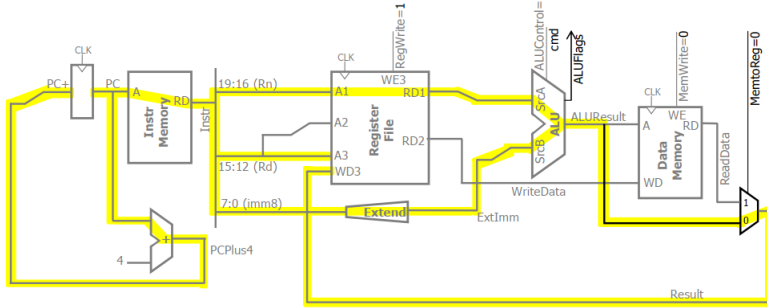 CLK
PC+
PC
A
RD
Instr
Memory
Instr
19:16 (Rn)
15:12 (Rd)
7:0 (imm8)
CLK
RegWrite=1
WE3
A1
RD1
A2
RD2
A3
WD3
Register
File
Extend
ExtImm
ALUControl=
cmd
ALUFlags
SrcA
SrcB
ALU
ALUResult
WriteData
CLK
MemWrite=0
WE
A
RD
WD
Data
Memory
ReadData
MemtoReg=0
1
0
+
4
PCPlus4
Result